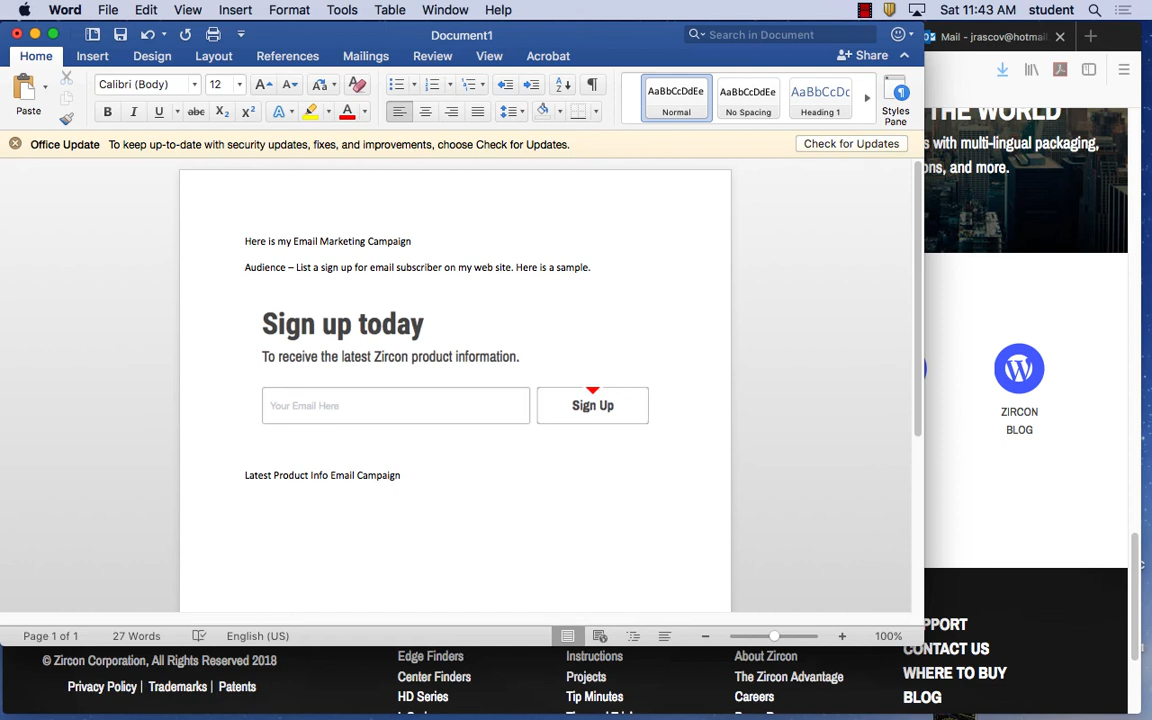 Word File Edit View Insert Format Tools Table Window Help Sat 11:43 AM student
Document1
Search in Document
Mail - jrascov@hotmail.
Home Insert Design Layout References Mailings Review View Acrobat
Share
Calibri (Body) 12
Paste
B I U abc X2 X2 A A
AaBbCcDdEe
Normal
AaBbCcDdEe
No Spacing
AaBbCcDc
Heading 1
Styles
Pane
Office Update To keep up-to-date with security updates, fixes, and improvements, choose Check for Updates.
Check for Updates
THE WORLD
s with multi-lingual packaging,
ons, and more.
Here is my Email Marketing Campaign
Audience – List a sign up for email subscriber on my web site. Here is a sample.
Sign up today
To receive the latest Zircon product information.
Your Email Here
Sign Up
Latest Product Info Email Campaign
ZIRCON
BLOG
Page 1 of 1 27 Words English (US) 100%
© Zircon Corporation, All Rights Reserved 2018
Privacy Policy | Trademarks | Patents
Edge Finders
Center Finders
HD Series
Instructions
Projects
Tip Minutes
About Zircon
The Zircon Advantage
Careers
SUPPORT
CONTACT US
WHERE TO BUY
BLOG